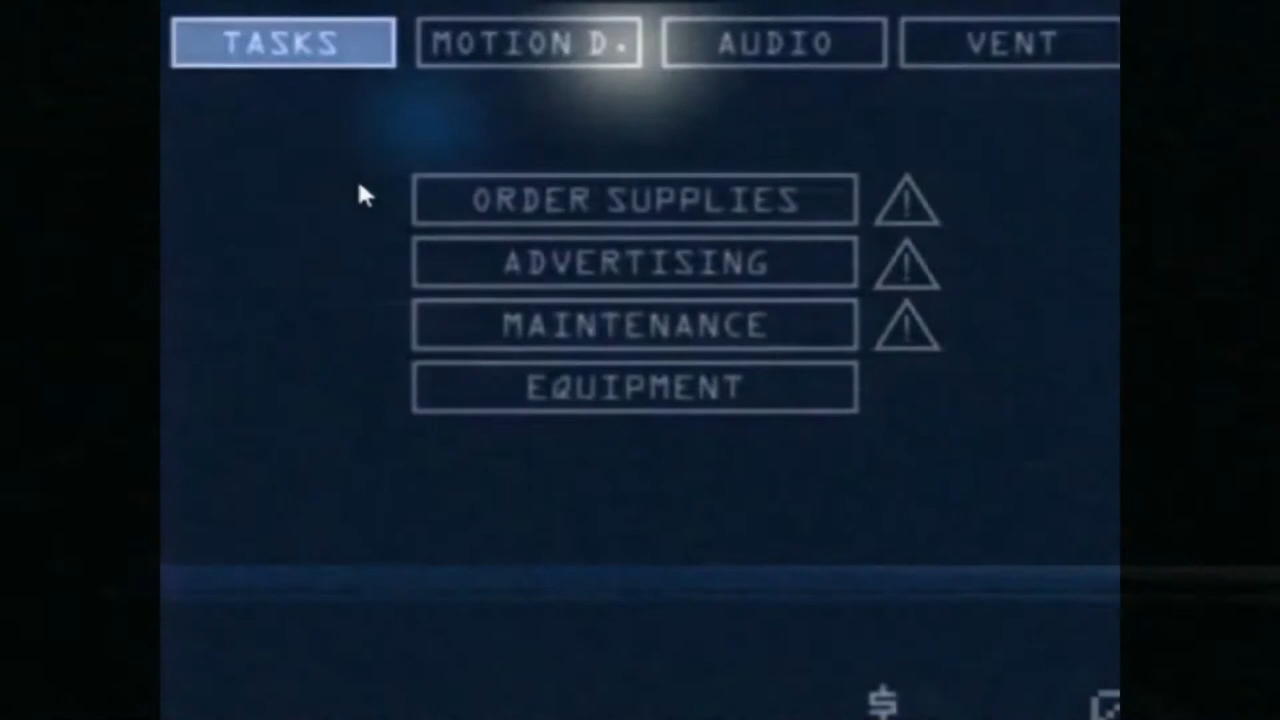 TASKS MOTION D. AUDIO VENT
ORDER SUPPLIES
ADVERTISING
MAINTENANCE
EQUIPMENT
$